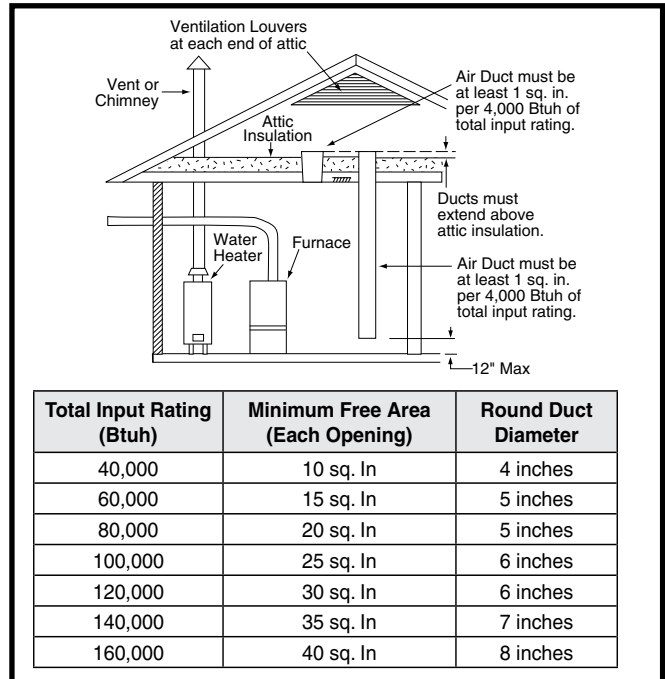 Ventilation Louvers
at each end of attic
Vent or
Chimney
Air Duct must be
at least 1 sq. in.
per 4,000 Btuh of
total input rating.
Attic
Insulation
Ducts must
extend above
attic insulation.
Water
Heater
Furnace
Air Duct must be
at least 1 sq. in.
per 4,000 Btuh of
total input rating.
12" Max
Total Input Rating (Btuh) Minimum Free Area (Each Opening) Round Duct Diameter
40,000 10 sq. In 4 inches
60,000 15 sq. In 5 inches
80,000 20 sq. In 5 inches
100,000 25 sq. In 6 inches
120,000 30 sq. In 6 inches
140,000 35 sq. In 7 inches
160,000 40 sq. In 8 inches